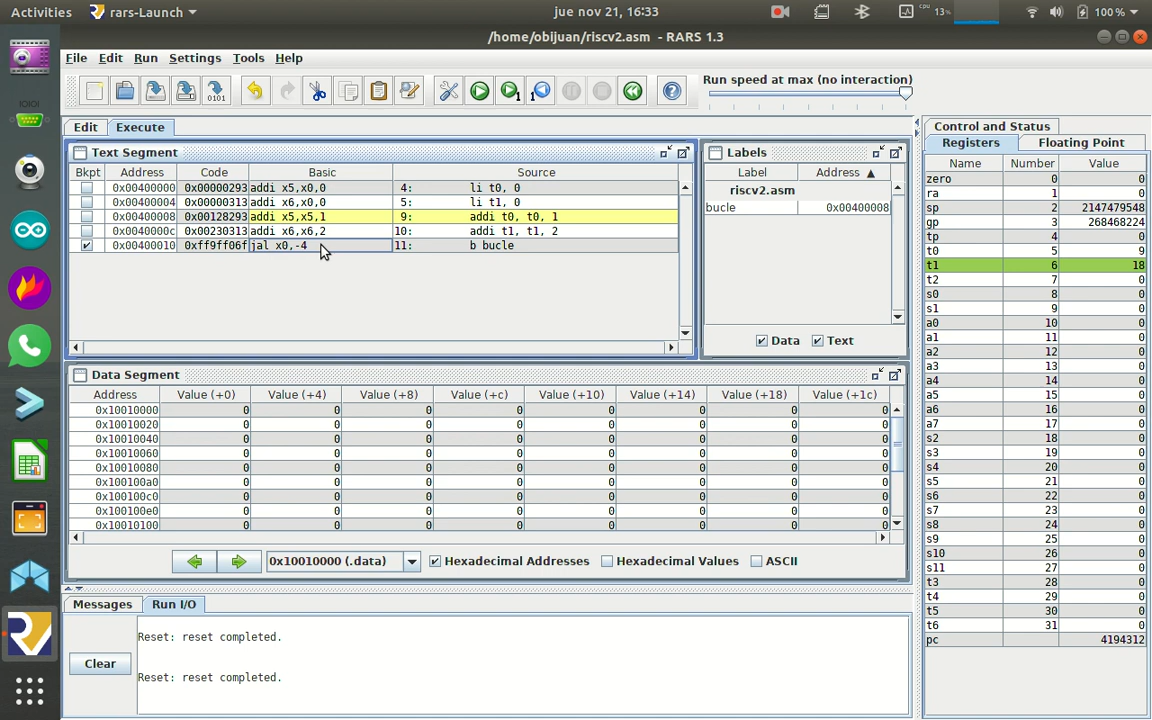 Activities rars-Launch jue nov 21, 16:33 cpu 13% 100%
/home/obijuan/riscv2.asm - RARS 1.3
File Edit Run Settings Tools Help
Run speed at max (no interaction)
Edit Execute
Control and Status
Registers Floating Point
Text Segment
Bkpt Address Code Basic Source
0x00400000 0x00000293 addi x5,x0,0 4: li t0, 0
0x00400004 0x00000313 addi x6,x0,0 5: li t1, 0
0x00400008 0x00128293 addi x5,x5,1 9: addi t0, t0, 1
0x0040000c 0x00230313 addi x6,x6,2 10: addi t1, t1, 2
0x00400010 0xff9ff06f jal x0,-4 11: b bucle
Labels
Label Address ▲
riscv2.asm
bucle 0x00400008
Data Text
Data Segment
Address Value (+0) Value (+4) Value (+8) Value (+c) Value (+10) Value (+14) Value (+18) Value (+1c)
0x10010000 0 0 0 0 0 0 0 0
0x10010020 0 0 0 0 0 0 0 0
0x10010040 0 0 0 0 0 0 0 0
0x10010060 0 0 0 0 0 0 0 0
0x10010080 0 0 0 0 0 0 0 0
0x100100a0 0 0 0 0 0 0 0 0
0x100100c0 0 0 0 0 0 0 0 0
0x100100e0 0 0 0 0 0 0 0 0
0x10010100 0 0 0 0 0 0 0 0
0x10010000 (.data) Hexadecimal Addresses Hexadecimal Values ASCII
Messages Run I/O
Reset: reset completed.
Clear
Reset: reset completed.
Name Number Value
zero 0 0
ra 1 0
sp 2 2147479548
gp 3 268468224
tp 4 0
t0 5 9
t1 6 18
t2 7 0
s0 8 0
s1 9 0
a0 10 0
a1 11 0
a2 12 0
a3 13 0
a4 14 0
a5 15 0
a6 16 0
a7 17 0
s2 18 0
s3 19 0
s4 20 0
s5 21 0
s6 22 0
s7 23 0
s8 24 0
s9 25 0
s10 26 0
s11 27 0
t3 28 0
t4 29 0
t5 30 0
t6 31 0
pc 4194312